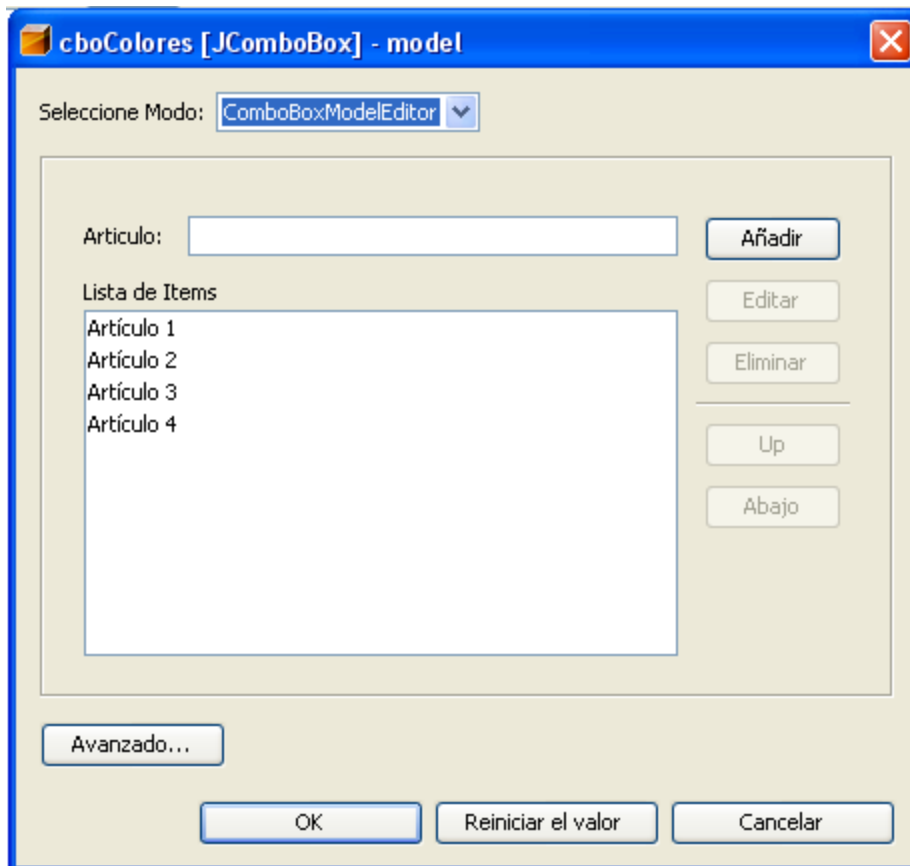 cboColores [JComboBox] - model
Seleccione Modo: ComboBoxModelEditor
Articulo:
Añadir
Lista de Items
Editar
Artículo 1
Artículo 2
Eliminar
Artículo 3
Artículo 4
Up
Abajo
Avanzado...
OK Reiniciar el valor Cancelar